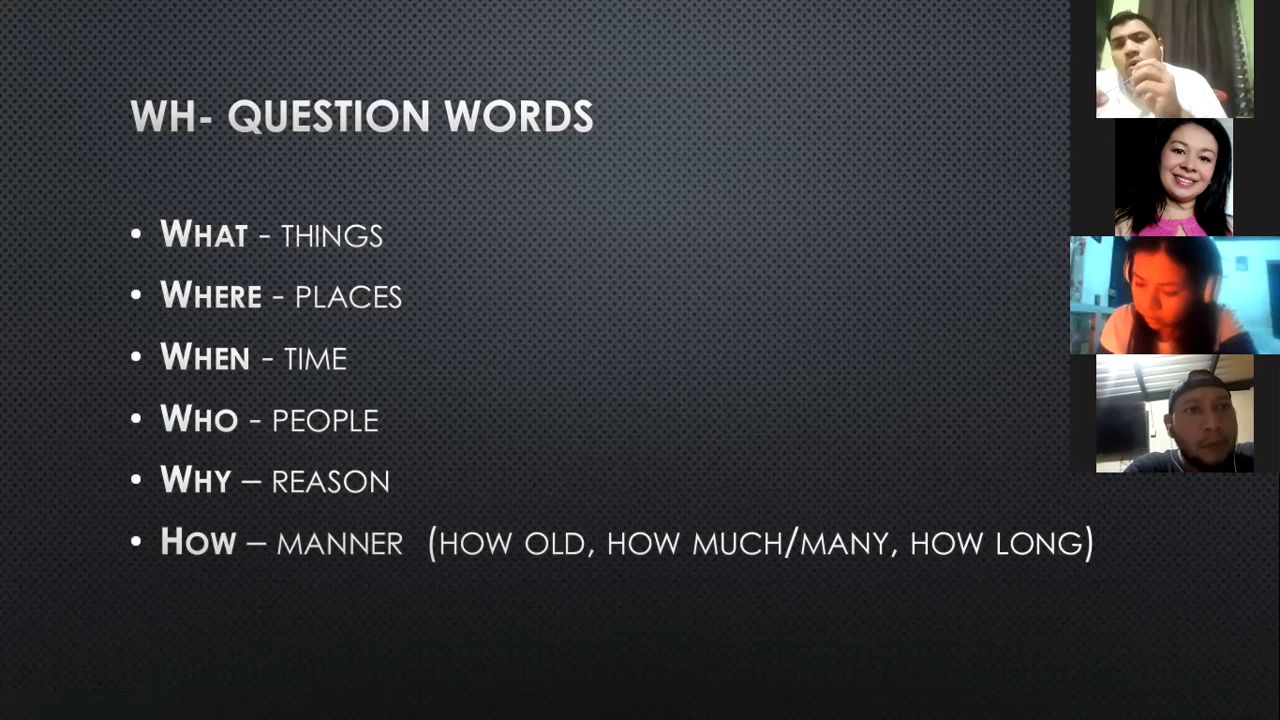 WH- QUESTION WORDS
• WHAT - THINGS
• WHERE - PLACES
• WHEN - TIME
• WHO - PEOPLE
• WHY – REASON
• HOW – MANNER (HOW OLD, HOW MUCH/MANY, HOW LONG)